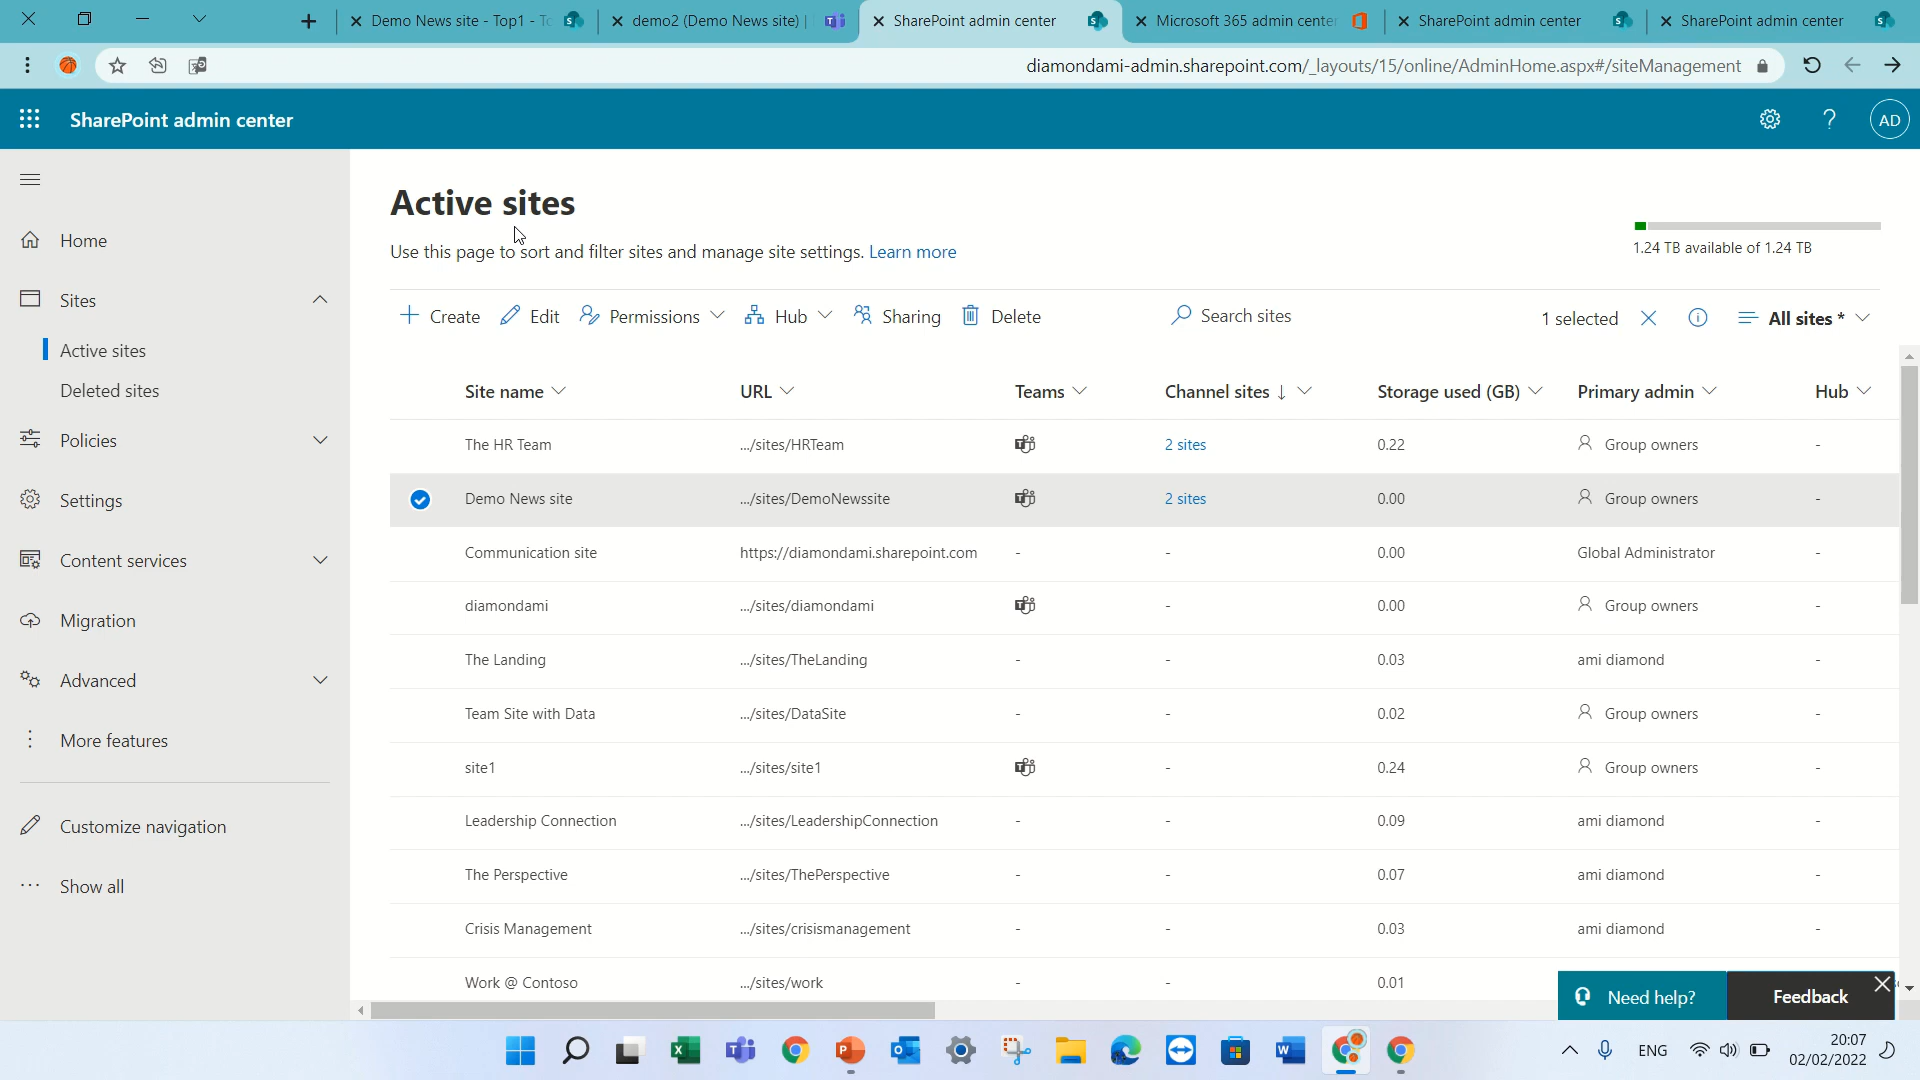 Demo News site - Top1 - To
demo2 (Demo News site) |
SharePoint admin center
Microsoft 365 admin center
SharePoint admin center
SharePoint admin center
diamondami-admin.sharepoint.com/_layouts/15/online/AdminHome.aspx#/siteManagement
SharePoint admin center
AD
Home
Sites
Active sites
Deleted sites
Policies
Settings
Content services
Migration
Advanced
More features
Customize navigation
Show all
Active sites
Use this page to sort and filter sites and manage site settings. Learn more
1.24 TB available of 1.24 TB
Create Edit Permissions Hub Sharing Delete Search sites 1 selected All sites *
Site name URL Teams Channel sites ↓ Storage used (GB) Primary admin Hub
The HR Team .../sites/HRTeam 2 sites 0.22 Group owners -
Demo News site .../sites/DemoNewssite 2 sites 0.00 Group owners -
Communication site https://diamondami.sharepoint.com - - 0.00 Global Administrator -
diamondami .../sites/diamondami - 0.00 Group owners -
The Landing .../sites/TheLanding - - 0.03 ami diamond -
Team Site with Data .../sites/DataSite - - 0.02 Group owners -
site1 .../sites/site1 - 0.24 Group owners -
Leadership Connection .../sites/LeadershipConnection - - 0.09 ami diamond -
The Perspective .../sites/ThePerspective - - 0.07 ami diamond -
Crisis Management .../sites/crisismanagement - - 0.03 ami diamond -
Work @ Contoso .../sites/work - - 0.01
Need help?
Feedback
ENG
20:07
02/02/2022